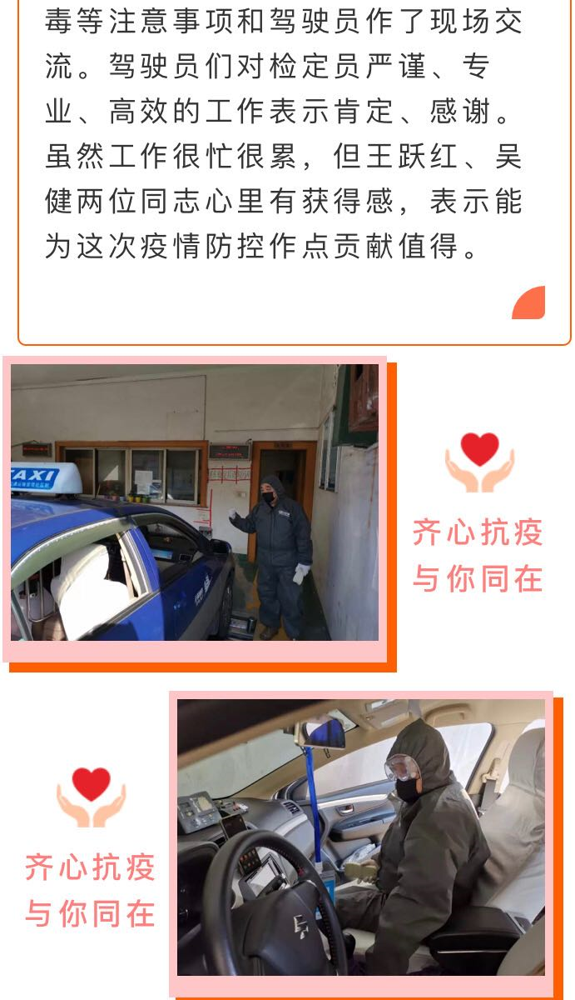 毒等注意事项和驾驶员作了现场交
流。驾驶员们对检定员严谨、专
业、高效的工作表示肯定、感谢。
虽然工作很忙很累，但王跃红、吴
健两位同志心里有获得感，表示能
为这次疫情防控作点贡献值得。
TAXI
齐心抗疫
与你同在
齐心抗疫
与你同在